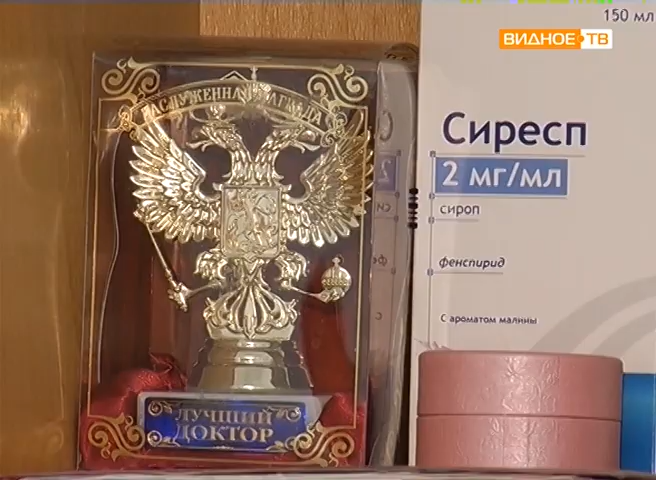 150 мл
ВИДНОЕ ТВ
ЗАСЛУЖЕННАЯ НАГРАДА
Сиресп
2 мг/мл
сироп
фенспирид
С ароматом малины
ЛУЧШИЙ
ДОКТОР